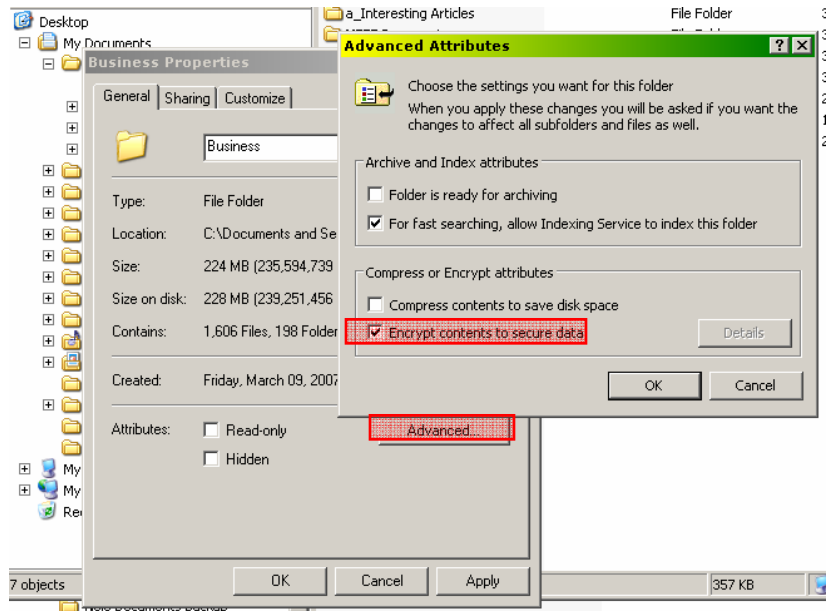 Desktop
My Documents
a_Interesting Articles
File Folder
Business Properties
General
Sharing
Customize
Business
Type:
File Folder
Location:
C:\Documents and Se
Size:
224 MB (235,594,739
Size on disk:
228 MB (239,251,456
Contains:
1,606 Files, 198 Folder
Created:
Friday, March 09, 2007
Attributes:
Read-only
Advanced...
Hidden
OK
Cancel
Apply
Advanced Attributes
Choose the settings you want for this folder
When you apply these changes you will be asked if you want the
changes to affect all subfolders and files as well.
Archive and Index attributes
Folder is ready for archiving
For fast searching, allow Indexing Service to index this folder
Compress or Encrypt attributes
Compress contents to save disk space
Encrypt contents to secure data
Details
OK
Cancel
My
My
Re
7 objects
357 KB